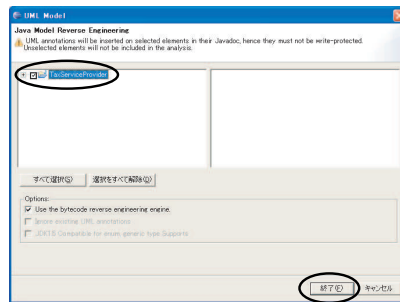 UML Model
Java Model Reverse Engineering
UML annotations will be inserted on selected elements in their Javadoc, hence they must not be write-protected.
Unselected elements will not be included in the analysis.
TaxServiceProvider
すべて選択(S)
選択をすべて解除(D)
Options:
Use the bytecode reverse engineering engine.
Ignore existing UML annotations
JDK1.5 Compatible for enum generic type Supports
終了(F)
キャンセル